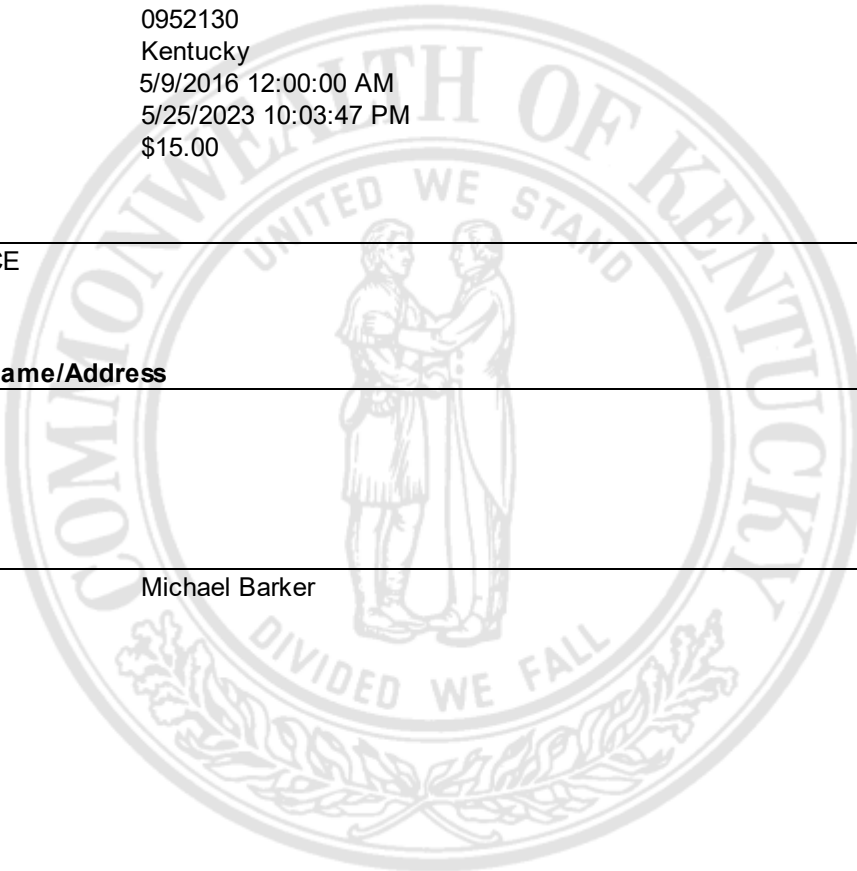 0952130
Kentucky
5/9/2016 12:00:00 AM
5/25/2023 10:03:47 PM
$15.00
CE
ame/Address
Michael Barker
COMMONWEALTH OF KENTUCKY
UNITED WE STAND
DIVIDED WE FALL